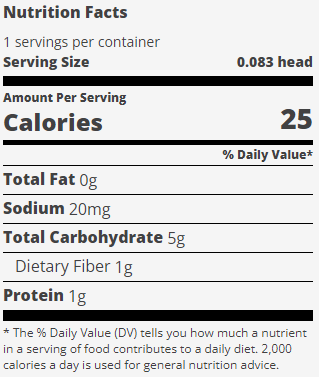 Nutrition Facts
1 servings per container
Serving Size 0.083 head
Amount Per Serving
Calories 25
% Daily Value*
Total Fat 0g
Sodium 20mg
Total Carbohydrate 5g
Dietary Fiber 1g
Protein 1g
* The % Daily Value (DV) tells you how much a nutrient
in a serving of food contributes to a daily diet. 2,000
calories a day is used for general nutrition advice.